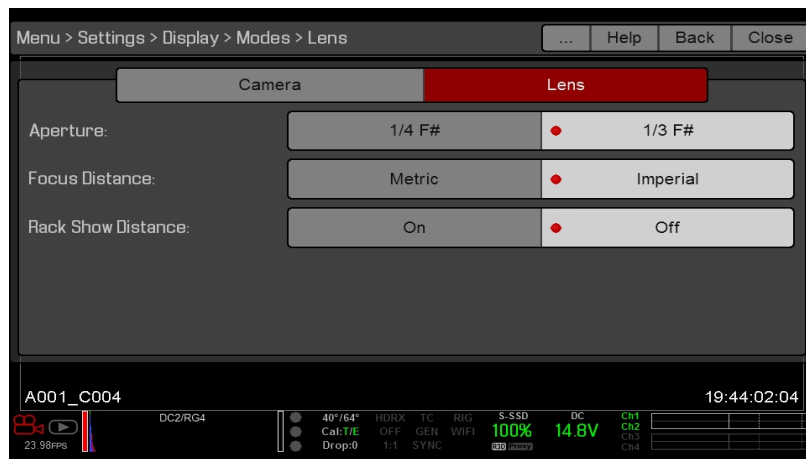 Menu > Settings > Display > Modes > Lens ... Help Back Close
Camera Lens
Aperture: 1/4 F# 1/3 F#
Focus Distance: Metric Imperial
Rack Show Distance: On Off
A001_C004 19:44:02:04
DC2/RG4 40°/64° HDRX TC RIG S-SSD DC Ch1
Cal:T/E OFF GEN WIFI 100% 14.8V Ch2
23.98FPS Drop:0 1:1 SYNC R3D Proxy Ch3
Ch4